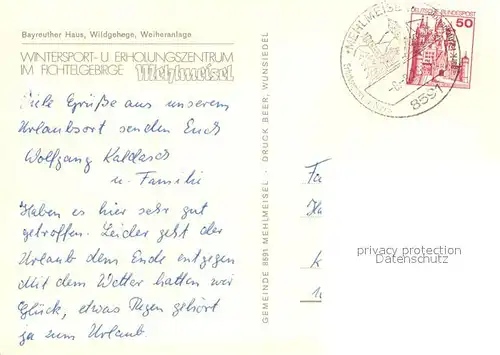 Bayreuther Haus, Wildgehege, Weiheranlage
WINTERSPORT- U ERHOLUNGSZENTRUM
IM FICHTELGEBIRGE Mehlmeisel
Viele Grüße aus unserem
Urlaubsort senden Euch
Wolfgang Kaldasch
u. Familie
Haben es hier sehr gut
getroffen. Leider geht der
Urlaub dem Ende entgegen
Mit dem Wetter hatten wir
Glück, etwas Regen gehört
ja zum Urlaub.
GEMEINDE 8591 MEHLMEISEL · DRUCK BEER, WUNSIEDEL
MEHLMEISEL
8591
DEUTSCHE BUNDESPOST
50
Fa
K
privacy protection
Datenschutz